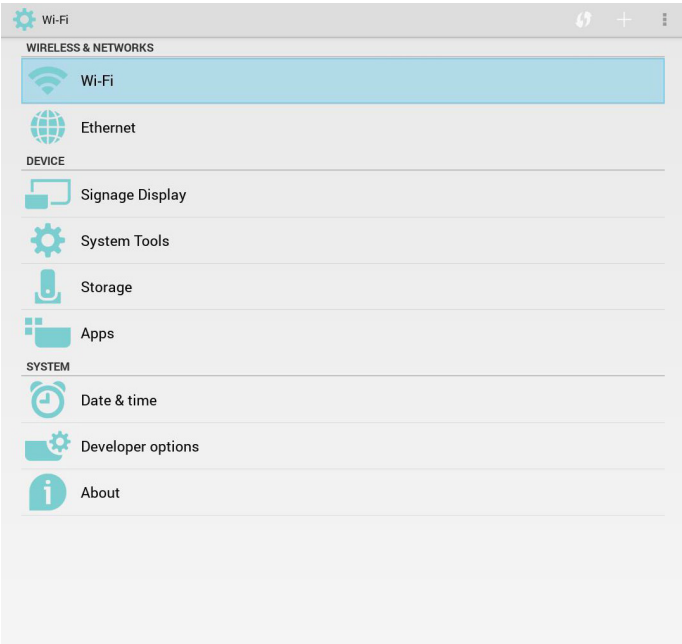 Wi-Fi
WIRELESS & NETWORKS
Wi-Fi
Ethernet
DEVICE
Signage Display
System Tools
Storage
Apps
SYSTEM
Date & time
Developer options
About